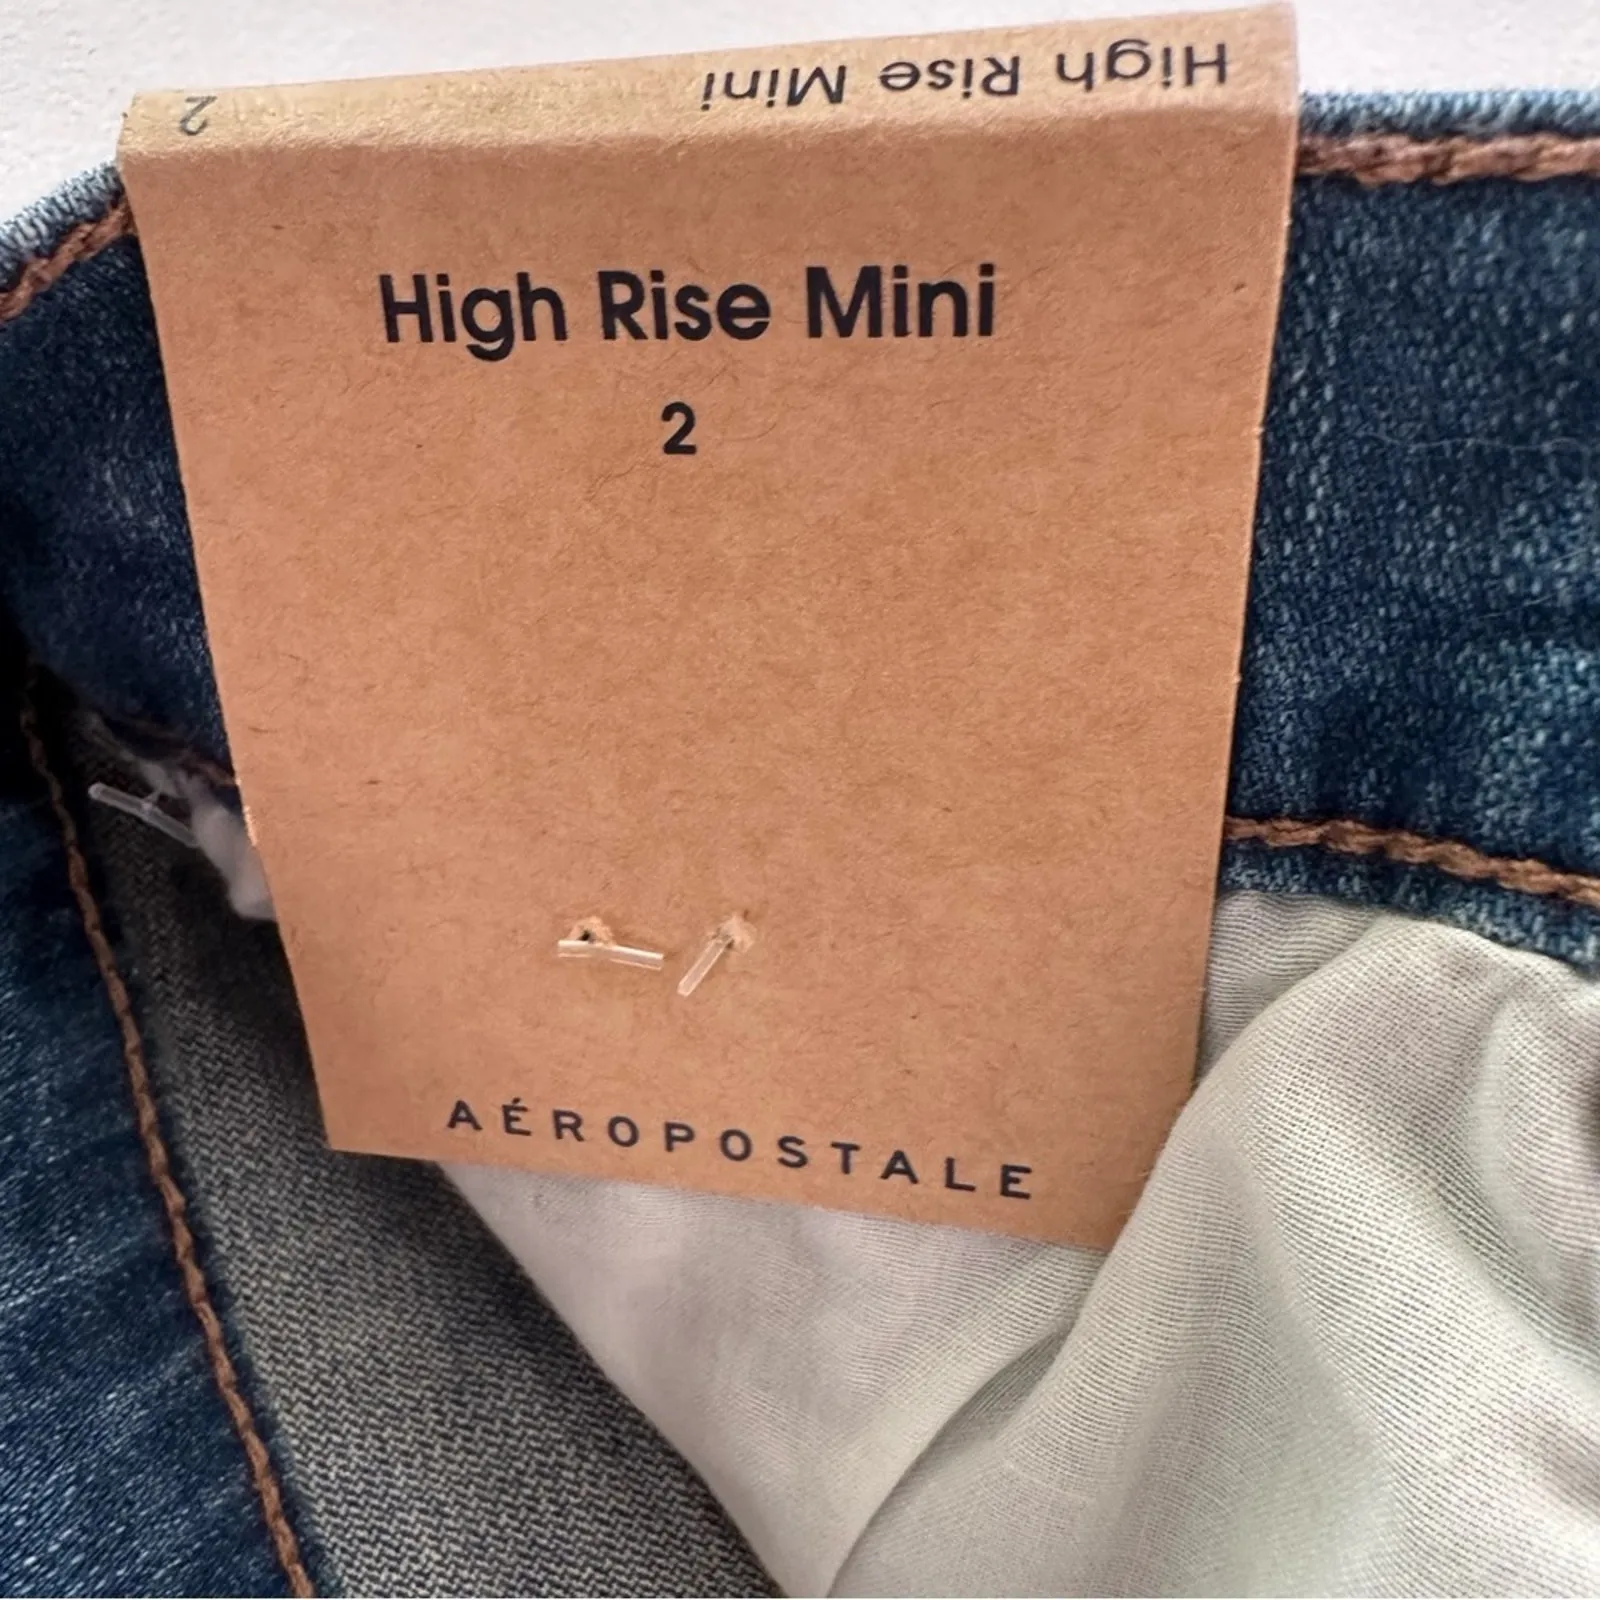 High Rise Mini
2
High Rise Mini
2
AÉROPOSTALE